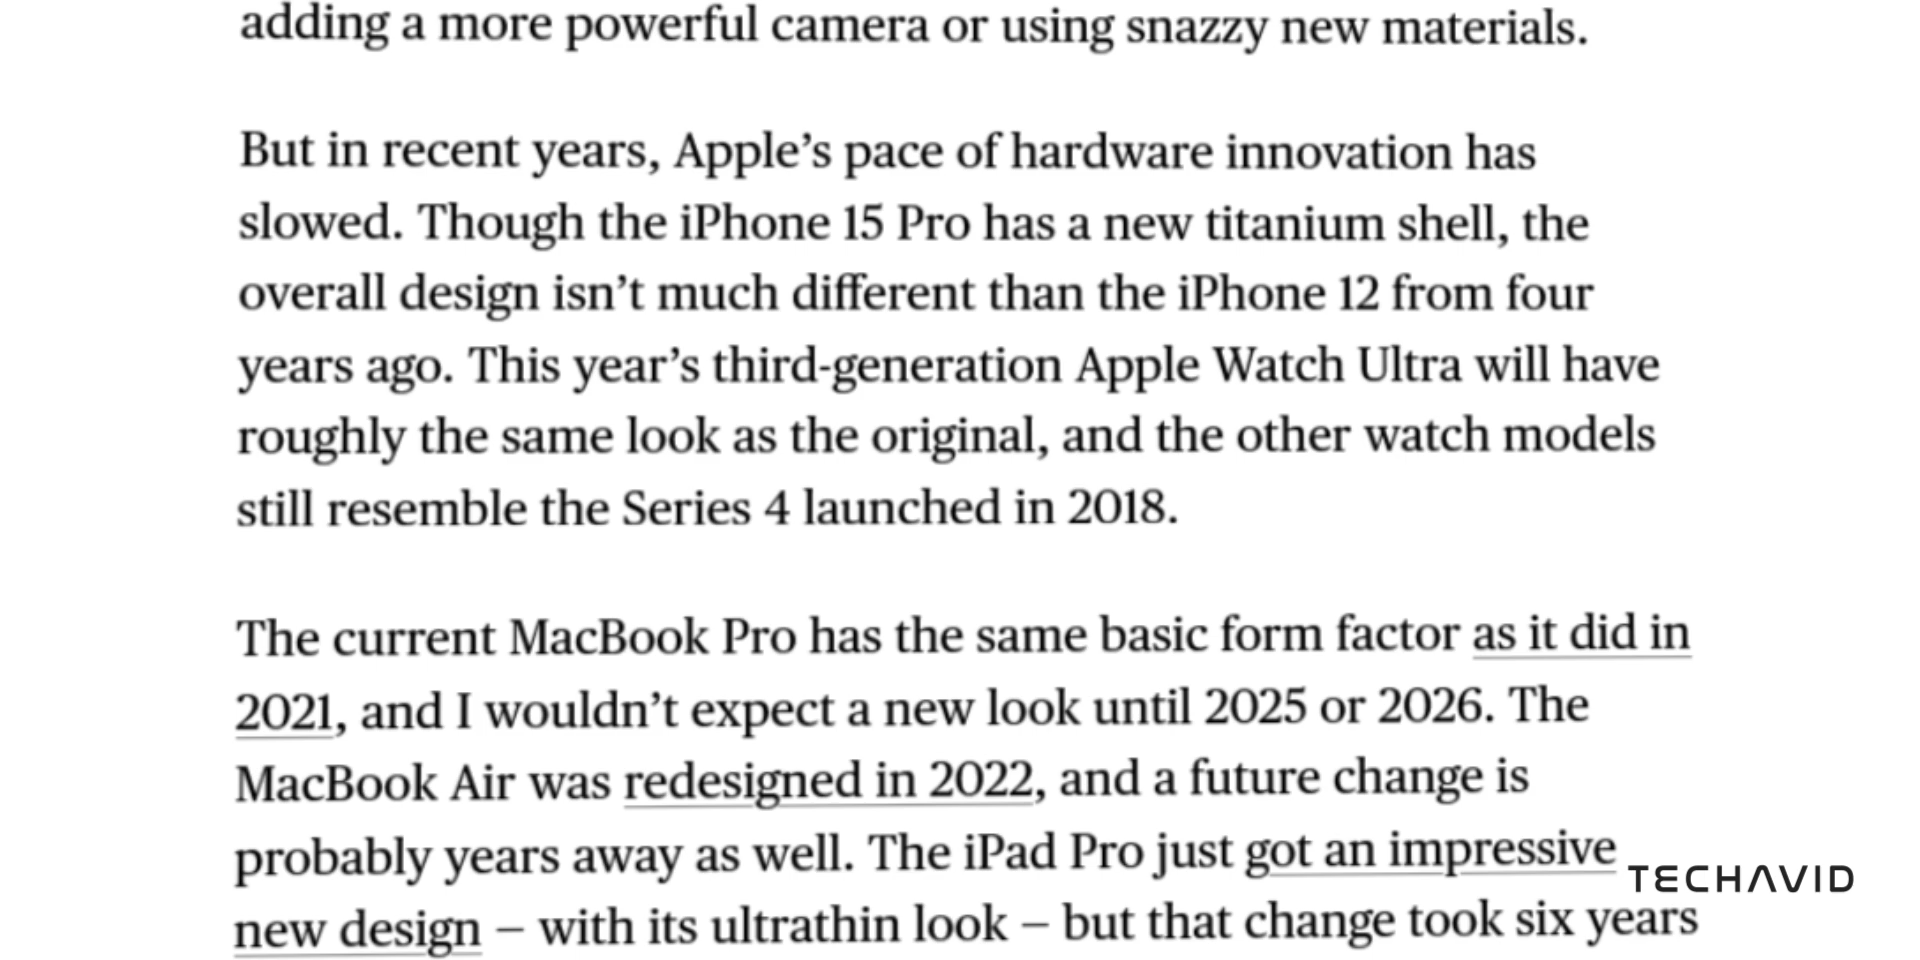 adding a more powerful camera or using snazzy new materials.
But in recent years, Apple’s pace of hardware innovation has
slowed. Though the iPhone 15 Pro has a new titanium shell, the
overall design isn’t much different than the iPhone 12 from four
years ago. This year’s third-generation Apple Watch Ultra will have
roughly the same look as the original, and the other watch models
still resemble the Series 4 launched in 2018.
The current MacBook Pro has the same basic form factor as it did in
2021, and I wouldn’t expect a new look until 2025 or 2026. The
MacBook Air was redesigned in 2022, and a future change is
probably years away as well. The iPad Pro just got an impressive
new design — with its ultrathin look — but that change took six years
TECHAVID